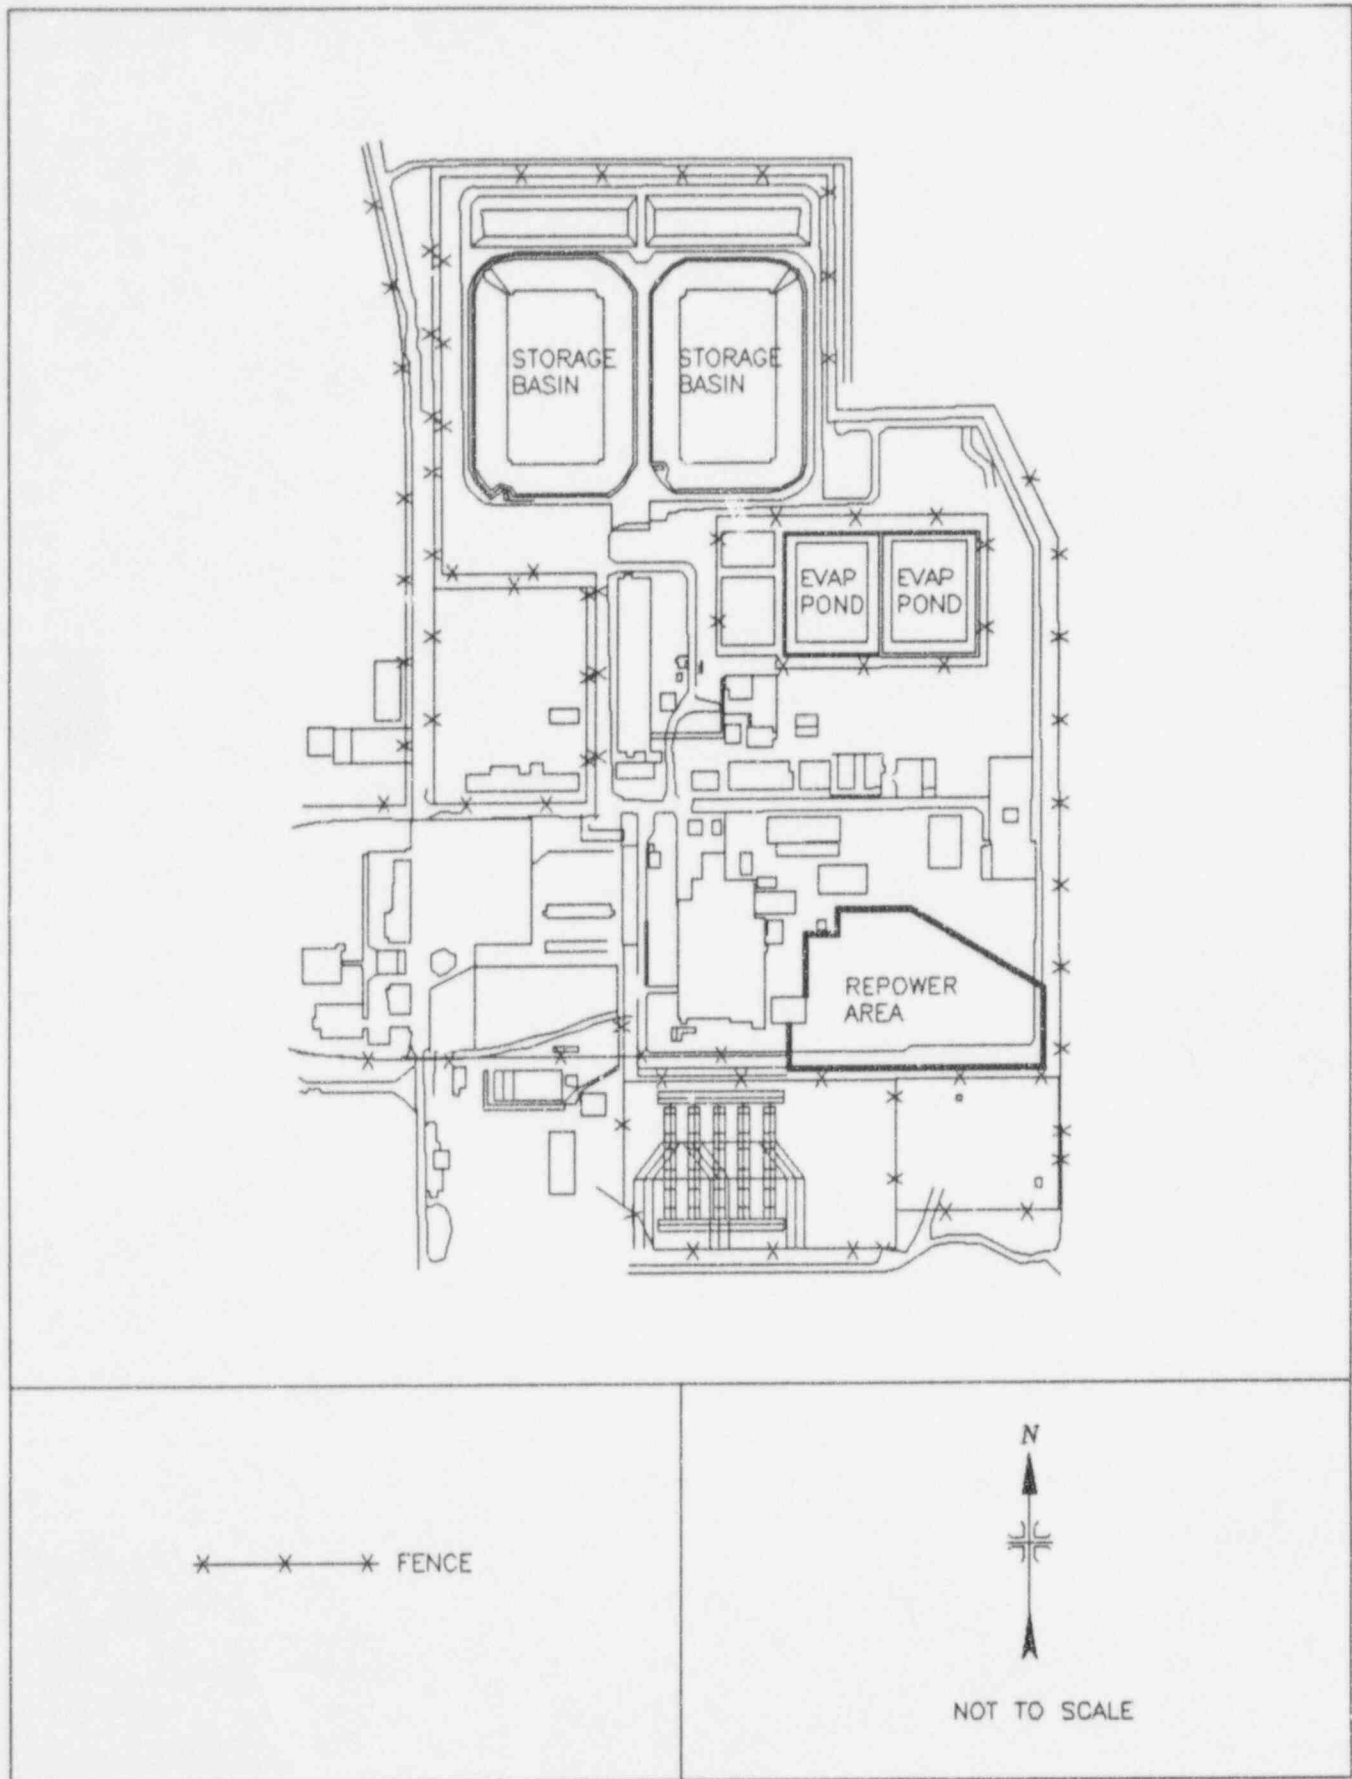 STORAGE
BASIN
STORAGE
BASIN
EVAP
POND
EVAP
POND
REPOWER
AREA
FENCE
N
NOT TO SCALE